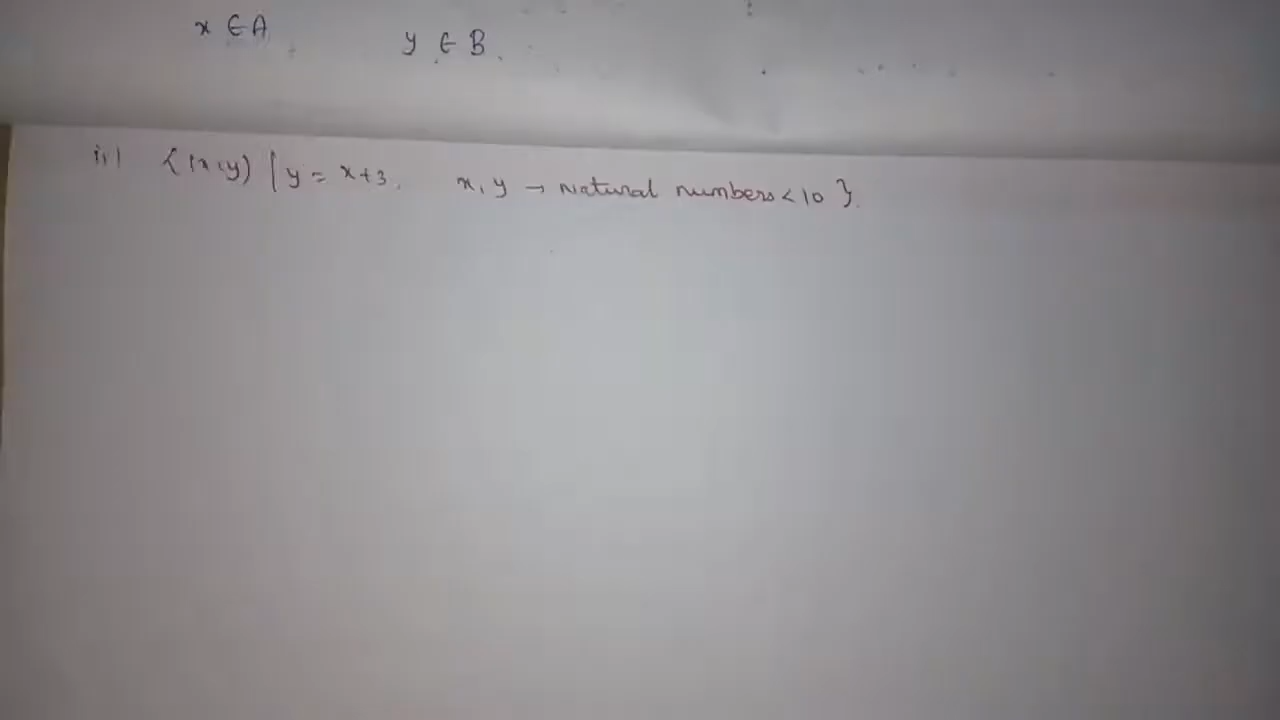 x ∈ A y ∈ B.
ii) {(x,y) | y = x+3, x, y → Natural numbers < 10 }.